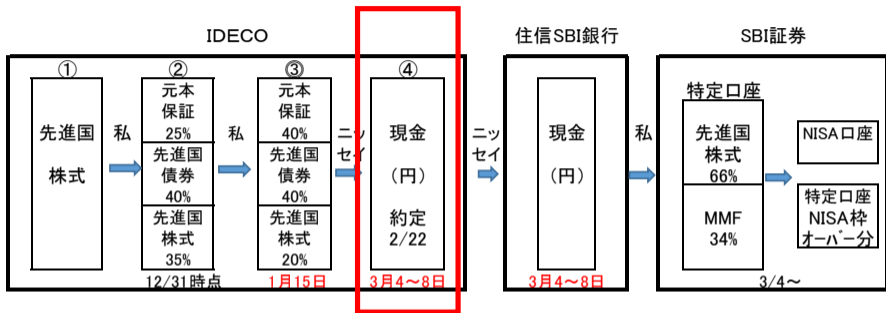 IDECO
①
先進国
株式
私
②
元本
保証
25%
先進国
債券
40%
先進国
株式
35%
12/31時点
私
③
元本
保証
40%
先進国
債券
40%
先進国
株式
20%
1月15日
ニッ
セイ
④
現金
(円)
約定
2/22
3月4～8日
ニッ
セイ
住信SBI銀行
現金
(円)
3月4～8日
私
SBI証券
特定口座
先進国
株式
66%
MMF
34%
NISA口座
特定口座
NISA枠
オーバー分
3/4～